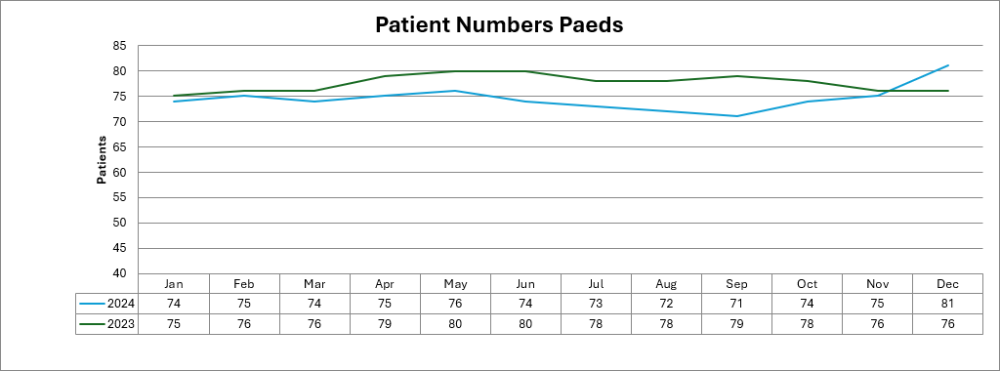 Patient Numbers Paeds
85
80
75
70
65
60
55
50
45
40
Patients
Jan Feb Mar Apr May Jun Jul Aug Sep Oct Nov Dec
2024 74 75 74 75 76 74 73 72 71 74 75 81
2023 75 76 76 79 80 80 78 78 79 78 76 76